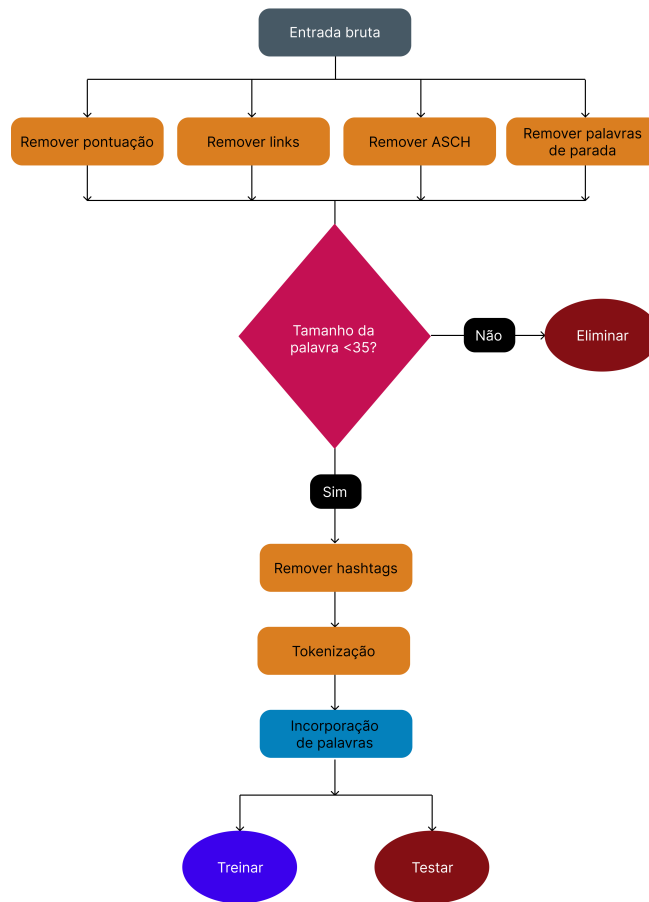 Entrada bruta
Remover pontuação
Remover links
Remover ASCH
Remover palavras
de parada
Tamanho da
palavra <35?
Não
Eliminar
Sim
Remover hashtags
Tokenização
Incorporação
de palavras
Treinar
Testar